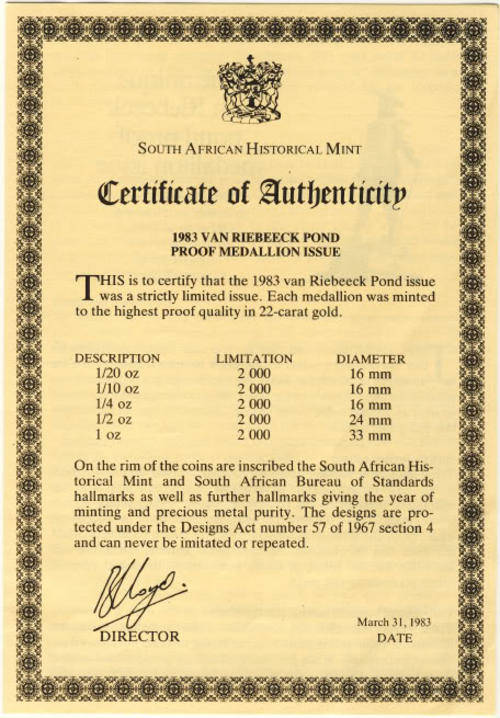 SOUTH AFRICAN HISTORICAL MINT
Certificate of Authenticity
1983 VAN RIEBEECK POND
PROOF MEDALLION ISSUE
THIS is to certify that the 1983 van Riebeeck Pond issue
was a strictly limited issue. Each medallion was minted
to the highest proof quality in 22-carat gold.
DESCRIPTION LIMITATION DIAMETER
1/20 oz 2 000 16 mm
1/10 oz 2 000 16 mm
1/4 oz 2 000 16 mm
1/2 oz 2 000 24 mm
1 oz 2 000 33 mm
On the rim of the coins are inscribed the South African His-
torical Mint and South African Bureau of Standards
hallmarks as well as further hallmarks giving the year of
minting and precious metal purity. The designs are pro-
tected under the Designs Act number 57 of 1967 section 4
and can never be imitated or repeated.
DIRECTOR
March 31, 1983
DATE